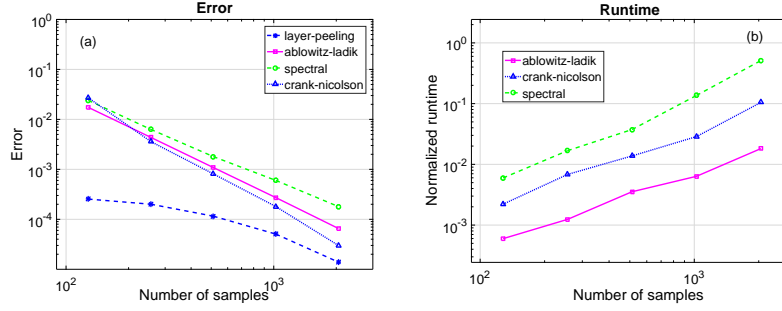 Error
(a)
layer-peeling
ablowitz-ladik
spectral
crank-nicolson
10^0
10^-1
10^-2
10^-3
10^-4
Error
10^2
10^3
Number of samples
Runtime
(b)
ablowitz-ladik
crank-nicolson
spectral
10^0
10^-1
10^-2
10^-3
Normalized runtime
10^2
10^3
Number of samples